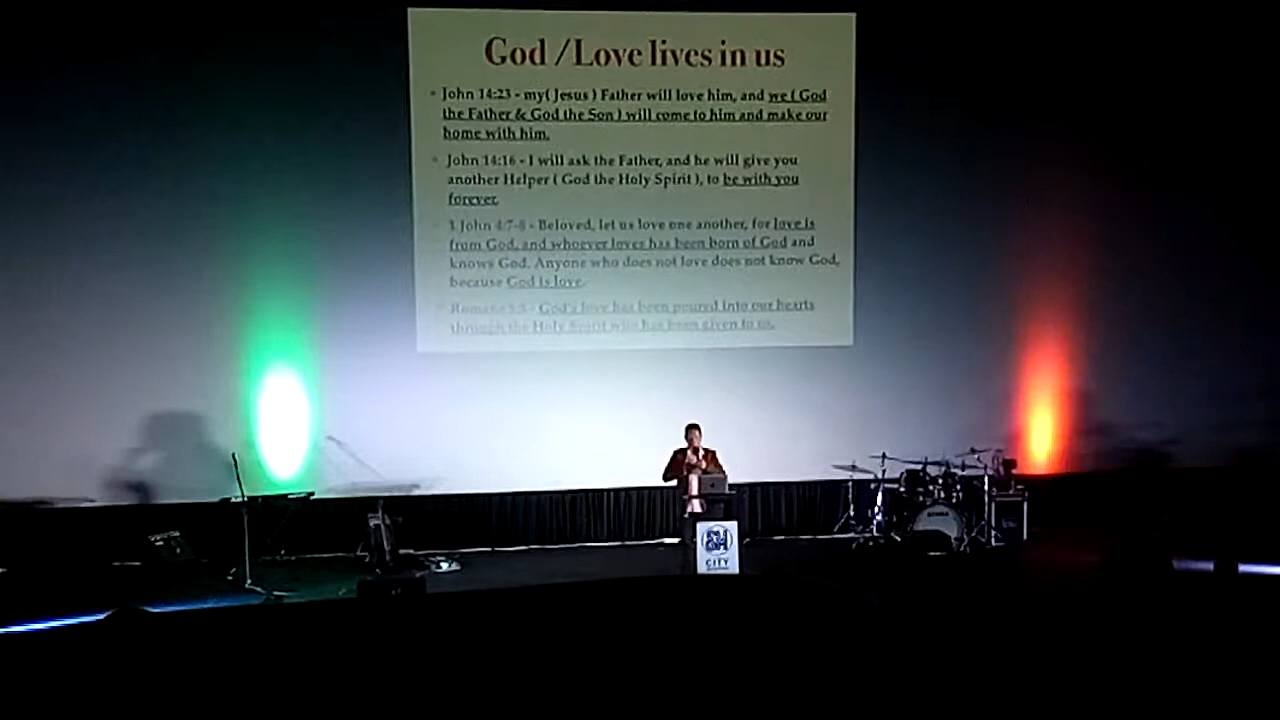 God / Love lives in us
• John 14:23 - my( Jesus ) Father will love him, and we ( God
the Father & God the Son ) will come to him and make our
home with him.
• John 14:16 - I will ask the Father, and he will give you
another Helper ( God the Holy Spirit ), to be with you
forever.
1 John 4:7-8 - Beloved, let us love one another, for love is
from God, and whoever loves has been born of God and
knows God. Anyone who does not love does not know God,
because God is love.
Romans 5:5 - God's love has been poured into our hearts
through the Holy Spirit who has been given to us.
SM
CITY